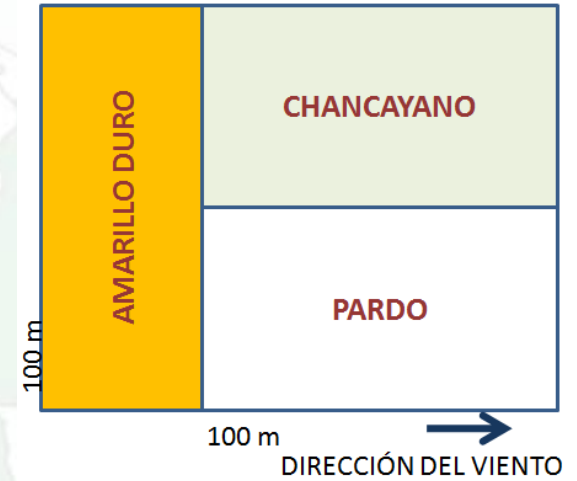 AMARILLO DURO
CHANCAYANO
PARDO
100 m
100 m
DIRECCIÓN DEL VIENTO